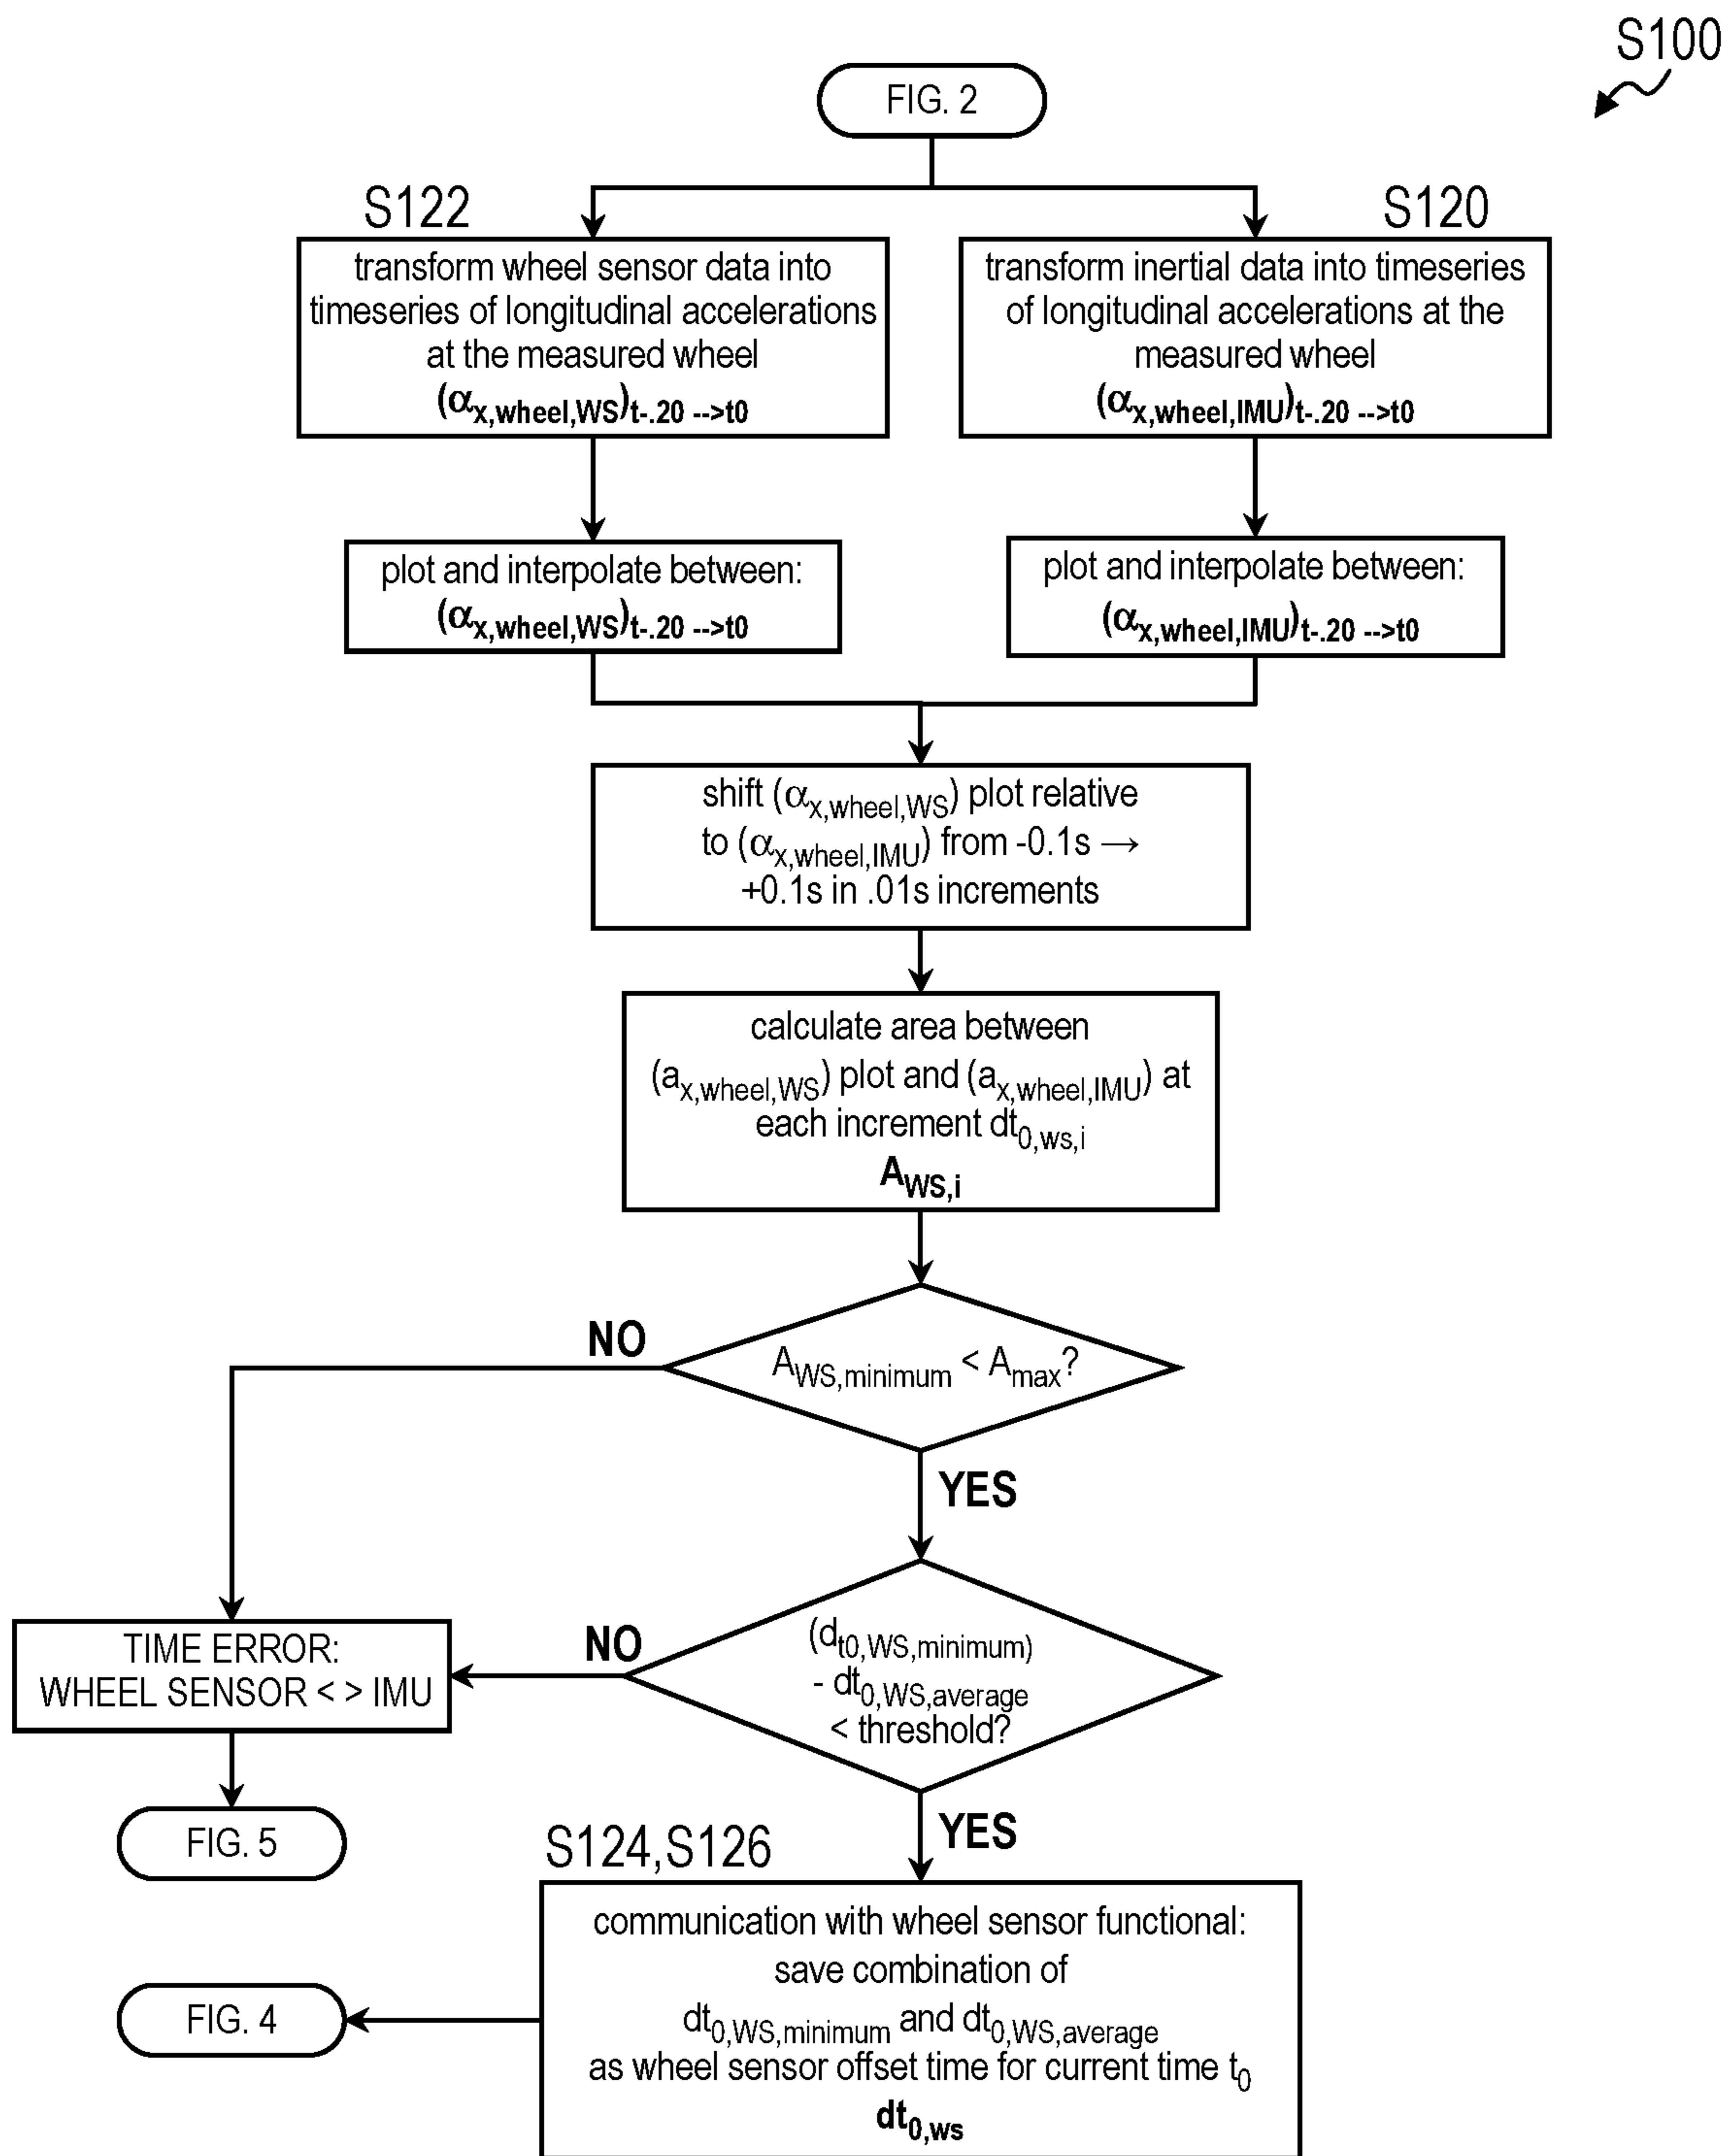 S100
FIG. 2
S122
transform wheel sensor data into
timeseries of longitudinal accelerations
at the measured wheel
(αx,wheel,WS)t-.20 -->t0
S120
transform inertial data into timeseries
of longitudinal accelerations at the
measured wheel
(αx,wheel,IMU)t-.20 -->t0
plot and interpolate between:
(αx,wheel,WS)t-.20 -->t0
plot and interpolate between:
(αx,wheel,IMU)t-.20 -->t0
shift (αx,wheel,WS) plot relative
to (αx,wheel,IMU) from -0.1s →
+0.1s in .01s increments
calculate area between
(ax,wheel,WS) plot and (ax,wheel,IMU) at
each increment dt0,ws,i
AWS,i
NO
AWS,minimum < Amax?
YES
TIME ERROR:
WHEEL SENSOR < > IMU
NO
(dt0,WS,minimum)
- dt0,WS,average
< threshold?
YES
FIG. 5
S124,S126
communication with wheel sensor functional:
save combination of
dt0,WS,minimum and dt0,WS,average
as wheel sensor offset time for current time t0
dt0,ws
FIG. 4